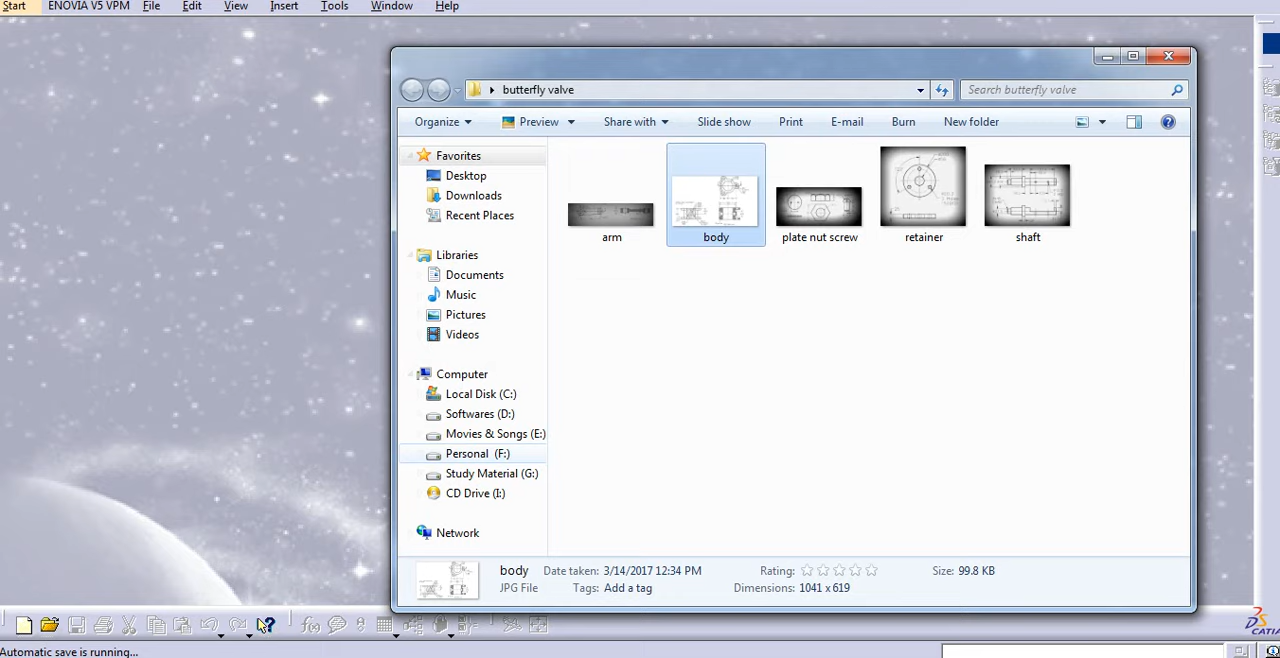 Start ENOVIA V5 VPM File Edit View Insert Tools Window Help
butterfly valve
Search butterfly valve
Organize Preview Share with Slide show Print E-mail Burn New folder
Favorites
Desktop
Downloads
Recent Places
Libraries
Documents
Music
Pictures
Videos
Computer
Local Disk (C:)
Softwares (D:)
Movies & Songs (E:)
Personal (F:)
Study Material (G:)
CD Drive (I:)
Network
arm body plate nut screw retainer shaft
body Date taken: 3/14/2017 12:34 PM Rating: Size: 99.8 KB
JPG File Tags: Add a tag Dimensions: 1041 x 619
f(x)
CATIA
Automatic save is running...